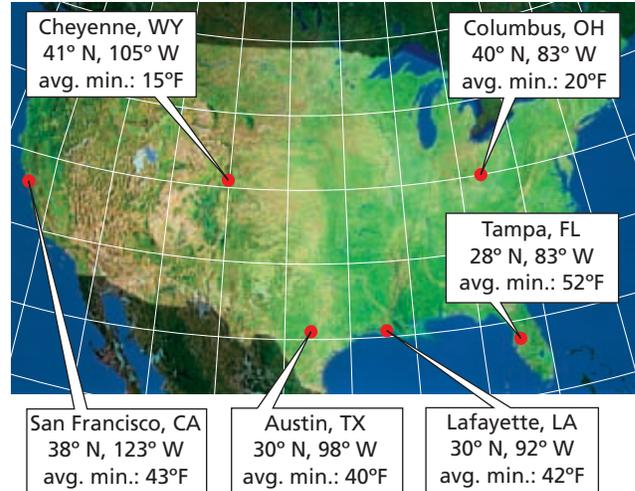 Cheyenne, WY
41° N, 105° W
avg. min.: 15°F
Columbus, OH
40° N, 83° W
avg. min.: 20°F
Tampa, FL
28° N, 83° W
avg. min.: 52°F
San Francisco, CA
38° N, 123° W
avg. min.: 43°F
Austin, TX
30° N, 98° W
avg. min.: 40°F
Lafayette, LA
30° N, 92° W
avg. min.: 42°F